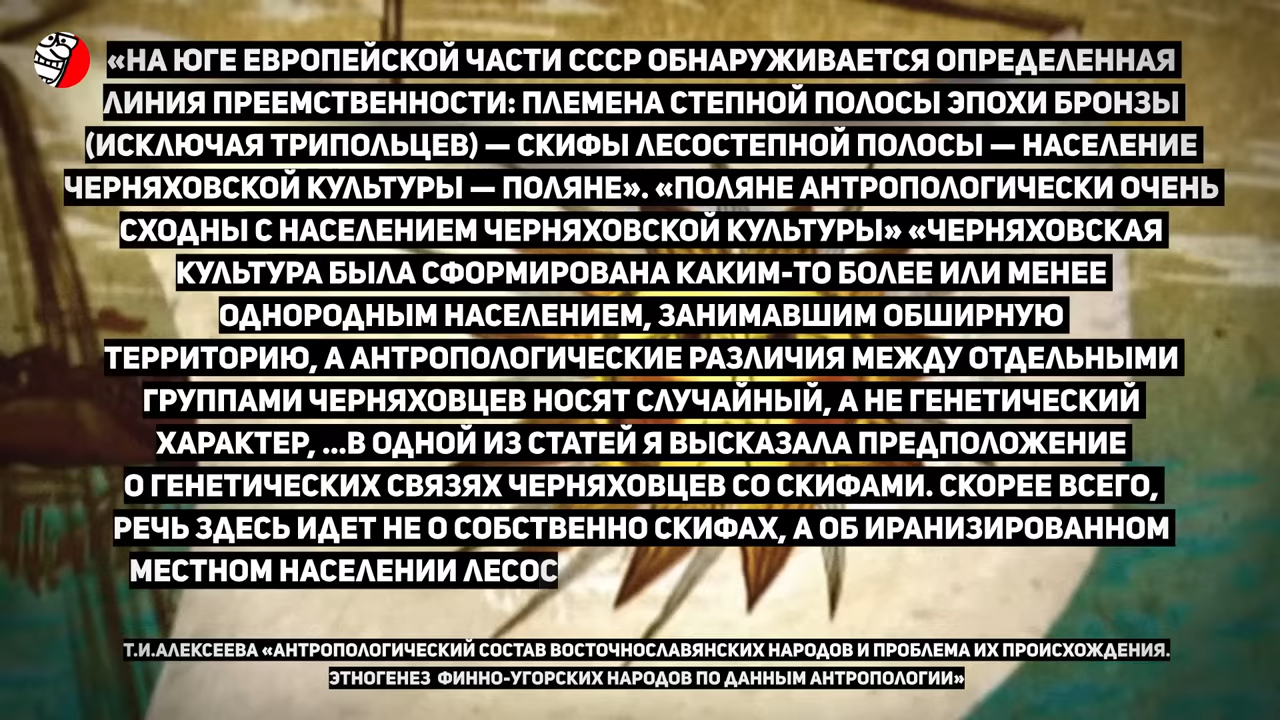 «НА ЮГЕ ЕВРОПЕЙСКОЙ ЧАСТИ СССР ОБНАРУЖИВАЕТСЯ ОПРЕДЕЛЕННАЯ
ЛИНИЯ ПРЕЕМСТВЕННОСТИ: ПЛЕМЕНА СТЕПНОЙ ПОЛОСЫ ЭПОХИ БРОНЗЫ
(ИСКЛЮЧАЯ ТРИПОЛЬЦЕВ) — СКИФЫ ЛЕСОСТЕПНОЙ ПОЛОСЫ — НАСЕЛЕНИЕ
ЧЕРНЯХОВСКОЙ КУЛЬТУРЫ — ПОЛЯНЕ». «ПОЛЯНЕ АНТРОПОЛОГИЧЕСКИ ОЧЕНЬ
СХОДНЫ С НАСЕЛЕНИЕМ ЧЕРНЯХОВСКОЙ КУЛЬТУРЫ» «ЧЕРНЯХОВСКАЯ
КУЛЬТУРА БЫЛА СФОРМИРОВАНА КАКИМ-ТО БОЛЕЕ ИЛИ МЕНЕЕ
ОДНОРОДНЫМ НАСЕЛЕНИЕМ, ЗАНИМАВШИМ ОБШИРНУЮ
ТЕРРИТОРИЮ, А АНТРОПОЛОГИЧЕСКИЕ РАЗЛИЧИЯ МЕЖДУ ОТДЕЛЬНЫМИ
ГРУППАМИ ЧЕРНЯХОВЦЕВ НОСЯТ СЛУЧАЙНЫЙ, А НЕ ГЕНЕТИЧЕСКИЙ
ХАРАКТЕР, ...В ОДНОЙ ИЗ СТАТЕЙ Я ВЫСКАЗАЛА ПРЕДПОЛОЖЕНИЕ
О ГЕНЕТИЧЕСКИХ СВЯЗЯХ ЧЕРНЯХОВЦЕВ СО СКИФАМИ. СКОРЕЕ ВСЕГО,
РЕЧЬ ЗДЕСЬ ИДЕТ НЕ О СОБСТВЕННО СКИФАХ, А ОБ ИРАНИЗИРОВАННОМ
МЕСТНОМ НАСЕЛЕНИИ ЛЕСОС
Т.И.АЛЕКСЕЕВА «АНТРОПОЛОГИЧЕСКИЙ СОСТАВ ВОСТОЧНОСЛАВЯНСКИХ НАРОДОВ И ПРОБЛЕМА ИХ ПРОИСХОЖДЕНИЯ.
ЭТНОГЕНЕЗ ФИННО-УГОРСКИХ НАРОДОВ ПО ДАННЫМ АНТРОПОЛОГИИ»